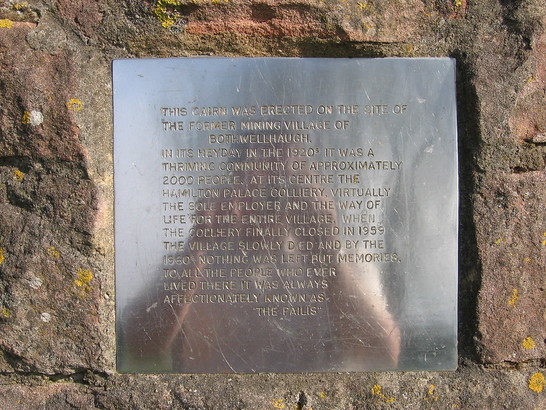 THIS CAIRN WAS ERECTED ON THE SITE OF
THE FORMER MINING VILLAGE OF
BOTHWELLHAUGH.
IN ITS HEYDAY IN THE 1920S IT WAS A
THRIVING COMMUNITY OF APPROXIMATELY
2000 PEOPLE. AT ITS CENTRE THE
HAMILTON PALACE COLLERY. VIRTUALLY
THE SOLE EMPLOYER AND THE WAY OF
LIFE FOR THE ENTIRE VILLAGE. WHEN
THE COLLIERY FINALLY CLOSED IN 1959
THE VILLAGE SLOWLY DIED AND BY THE
NOTHING WAS LEFT BUT MEMORIES.
TO ALL THE PEOPLE WHO EVER
LIVED THERE IT WAS ALWAYS
AFFECTIONATELY KNOWN AS-
"THE PAILIS"